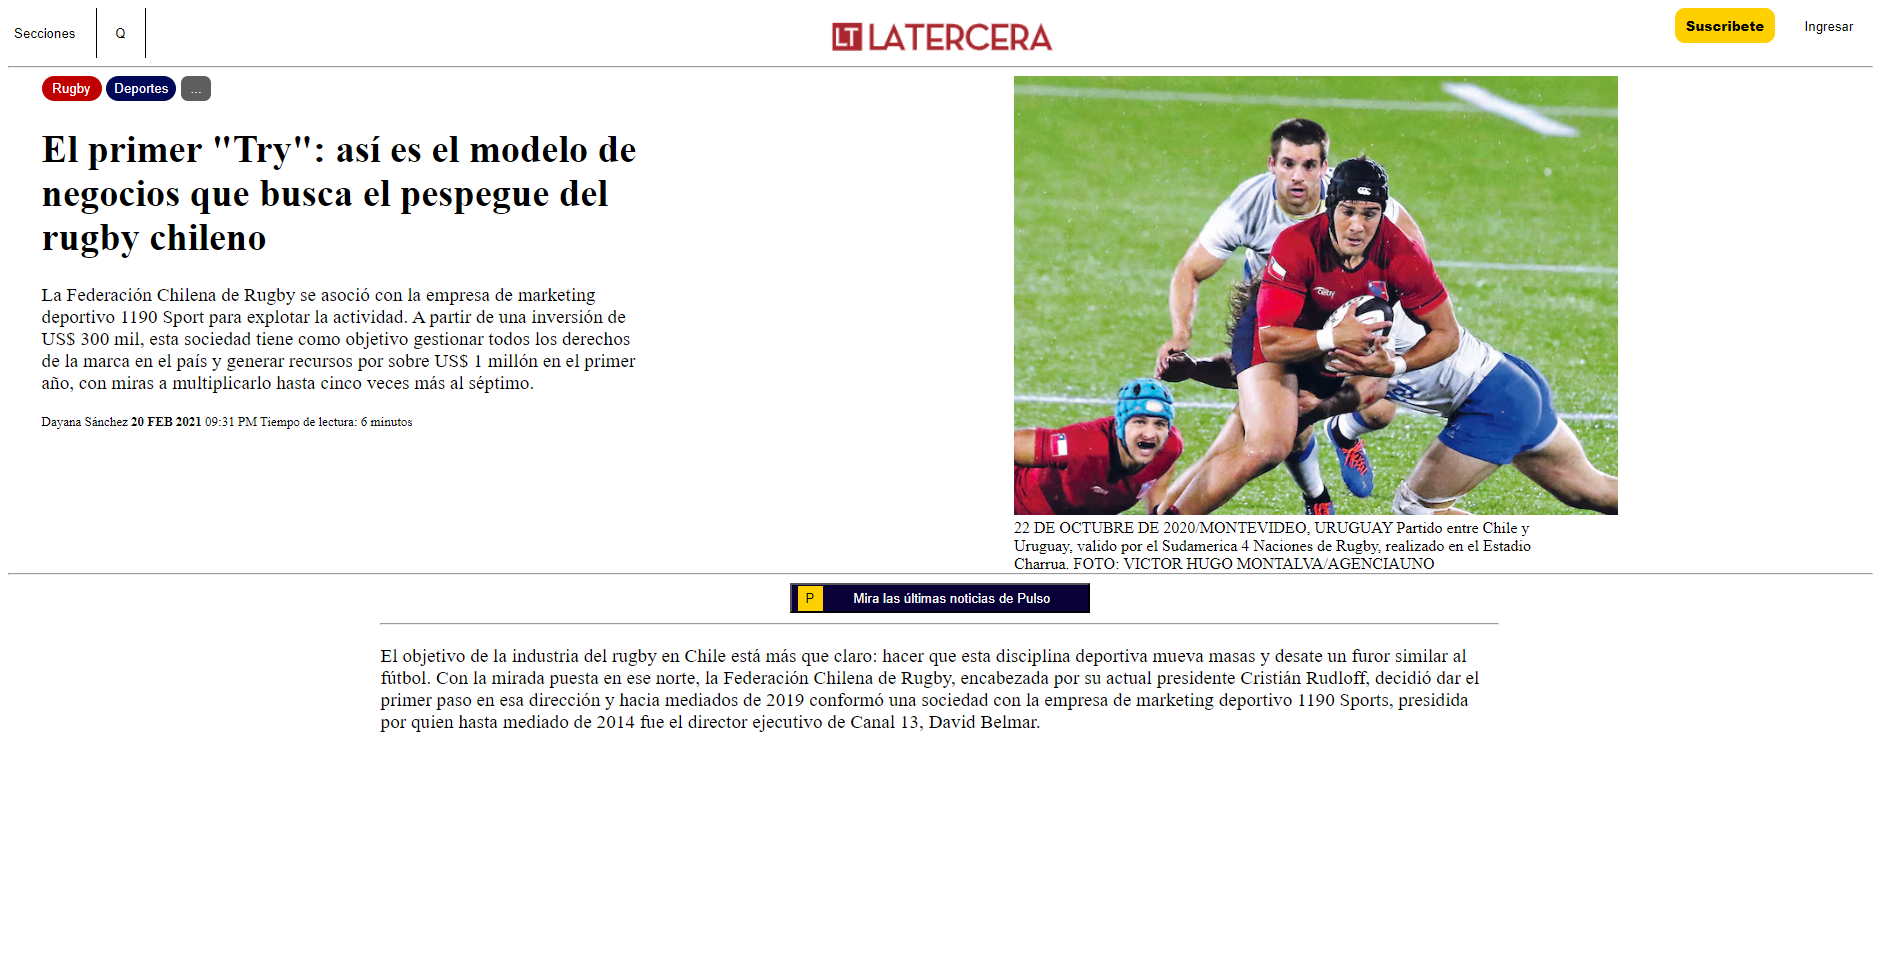 Secciones
Q
LT LATERCERA
Suscribete
Ingresar
Rugby
Deportes
...
El primer "Try": así es el modelo de
negocios que busca el pespegue del
rugby chileno
La Federación Chilena de Rugby se asoció con la empresa de marketing
deportivo 1190 Sport para explotar la actividad. A partir de una inversión de
US$ 300 mil, esta sociedad tiene como objetivo gestionar todos los derechos
de la marca en el país y generar recursos por sobre US$ 1 millón en el primer
año, con miras a multiplicarlo hasta cinco veces más al séptimo.
Dayana Sánchez 20 FEB 2021 09:31 PM Tiempo de lectura: 6 minutos
22 DE OCTUBRE DE 2020/MONTEVIDEO, URUGUAY Partido entre Chile y
Uruguay, valido por el Sudamerica 4 Naciones de Rugby, realizado en el Estadio
Charrua. FOTO: VICTOR HUGO MONTALVA/AGENCIAUNO
P
Mira las últimas noticias de Pulso
El objetivo de la industria del rugby en Chile está más que claro: hacer que esta disciplina deportiva mueva masas y desate un furor similar al
fútbol. Con la mirada puesta en ese norte, la Federación Chilena de Rugby, encabezada por su actual presidente Cristián Rudloff, decidió dar el
primer paso en esa dirección y hacia mediados de 2019 conformó una sociedad con la empresa de marketing deportivo 1190 Sports, presidida
por quien hasta mediado de 2014 fue el director ejecutivo de Canal 13, David Belmar.